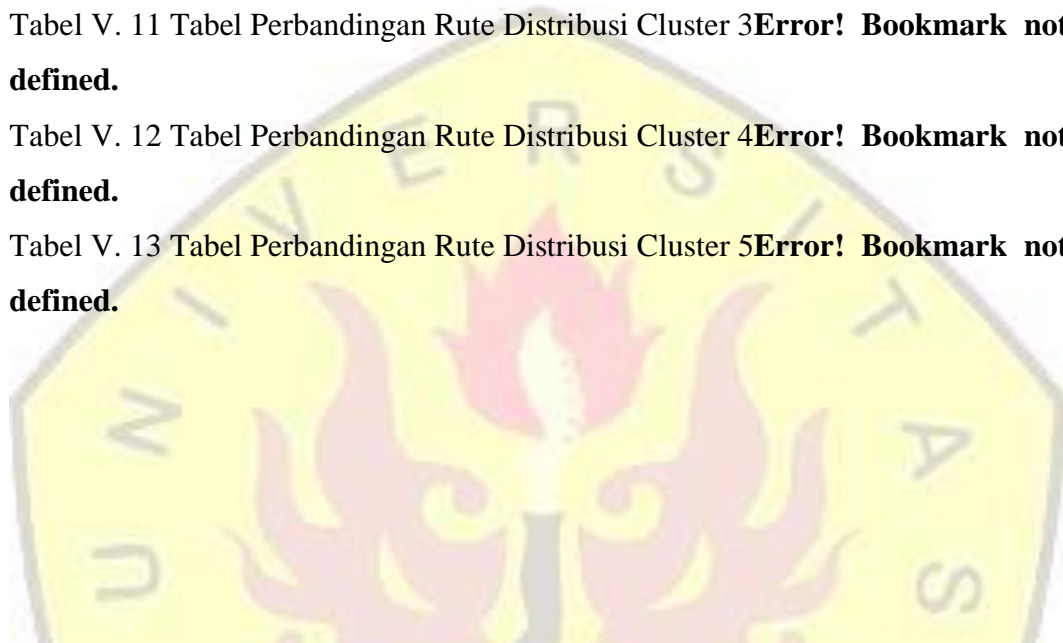 Tabel V. 11 Tabel Perbandingan Rute Distribusi Cluster 3Error! Bookmark not
defined.
Tabel V. 12 Tabel Perbandingan Rute Distribusi Cluster 4Error! Bookmark not
defined.
Tabel V. 13 Tabel Perbandingan Rute Distribusi Cluster 5Error! Bookmark not
defined.
UNIVERSITAS